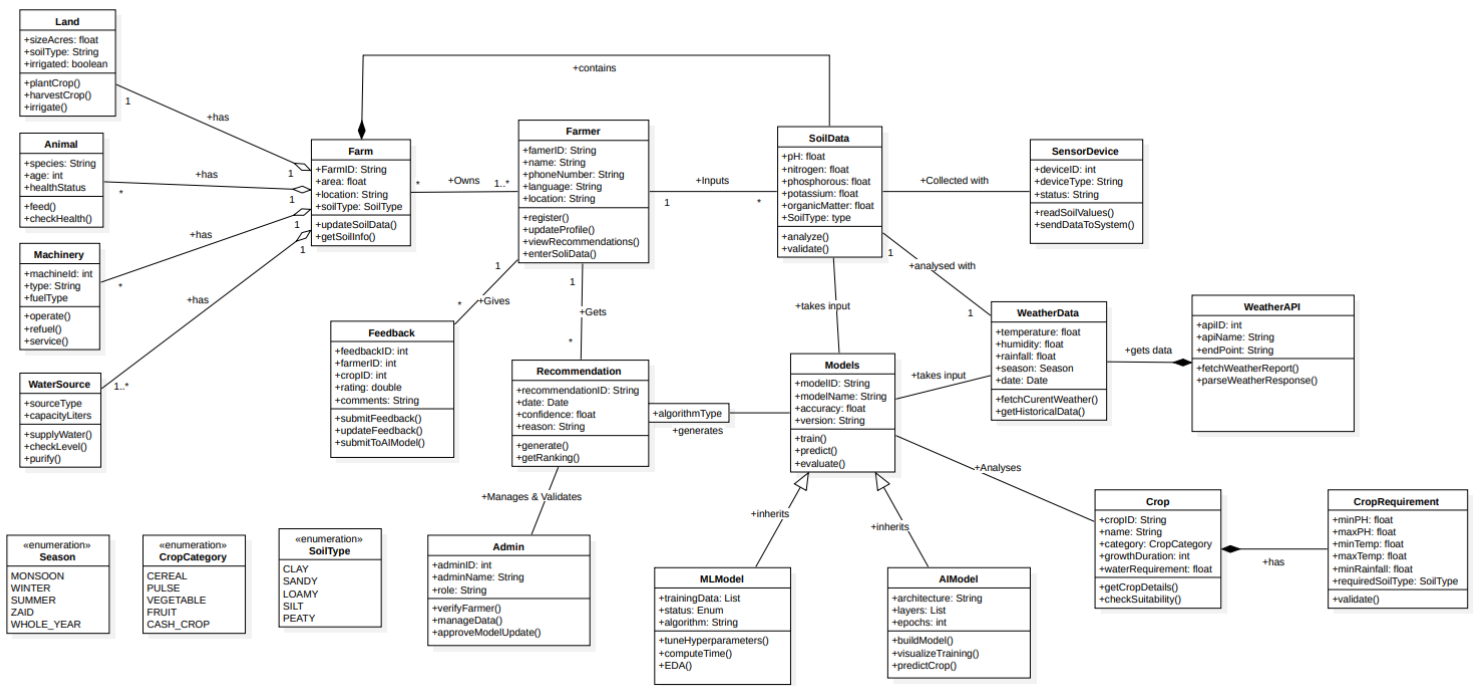 Land
+sizeAcres: float
+soilType: String
+irrigated: boolean
+plantCrop()
+harvestCrop()
+irrigate()
1
+has
1
Animal
+species: String
+age: int
+healthStatus
+feed()
+checkHealth()
*
+has
1
Machinery
+machineId: int
+type: String
+fuelType
+operate()
+refuel()
+service()
*
+has
1
WaterSource
+sourceType
+capacityLiters
+supplyWater()
+checkLevel()
+purify()
1..*
+has
1
Farm
+FarmID: String
+area: float
+location: String
+soilType: SoilType
+updateSoilData()
+getSoilInfo()
+contains
*
+Owns
1..*
Farmer
+famerID: String
+name: String
+phoneNumber: String
+language: String
+location: String
+register()
+updateProfile()
+viewRecommendations()
+enterSoliData()
1
+Inputs
*
SoilData
+pH: float
+nitrogen: float
+phosphorous: float
+potassium: float
+organicMatter: float
+SoilType: type
+analyze()
+validate()
+Collected with
SensorDevice
+deviceID: int
+deviceType: String
+status: String
+readSoilValues()
+sendDataToSystem()
1
+analysed with
1
+takes input
WeatherData
+temperature: float
+humidity: float
+rainfall: float
+season: Season
+date: Date
+fetchCurentWeather()
+getHistoricalData()
+gets data
WeatherAPI
+apiID: int
+apiName: String
+endPoint: String
+fetchWeatherReport()
+parseWeatherResponse()
1
+Gives
*
Feedback
+feedbackID: int
+farmerID: int
+cropID: int
+rating: double
+comments: String
+submitFeedback()
+updateFeedback()
+submitToAIModel()
1
+Gets
*
Recommendation
+recommendationID: String
+date: Date
+confidence: float
+reason: String
+generate()
+getRanking()
+algorithmType
+generates
Models
+modelID: String
+modelName: String
+accuracy: float
+version: String
+train()
+predict()
+evaluate()
+takes input
+Analyses
+Manages & Validates
Admin
+adminID: int
+adminName: String
+role: String
+verifyFarmer()
+manageData()
+approveModelUpdate()
+inherits
+inherits
MLModel
+trainingData: List
+status: Enum
+algorithm: String
+tuneHyperparameters()
+computeTime()
+EDA()
AIModel
+architecture: String
+layers: List
+epochs: int
+buildModel()
+visualizeTraining()
+predictCrop()
Crop
+cropID: String
+name: String
+category: CropCategory
+growthDuration: int
+waterRequirement: float
+getCropDetails()
+checkSuitability()
+has
CropRequirement
+minPH: float
+maxPH: float
+minTemp: float
+maxTemp: float
+minRainfall: float
+requiredSoilType: SoilType
+validate()
«enumeration»
Season
MONSOON
WINTER
SUMMER
ZAID
WHOLE_YEAR
«enumeration»
CropCategory
CEREAL
PULSE
VEGETABLE
FRUIT
CASH_CROP
«enumeration»
SoilType
CLAY
SANDY
LOAMY
SILT
PEATY